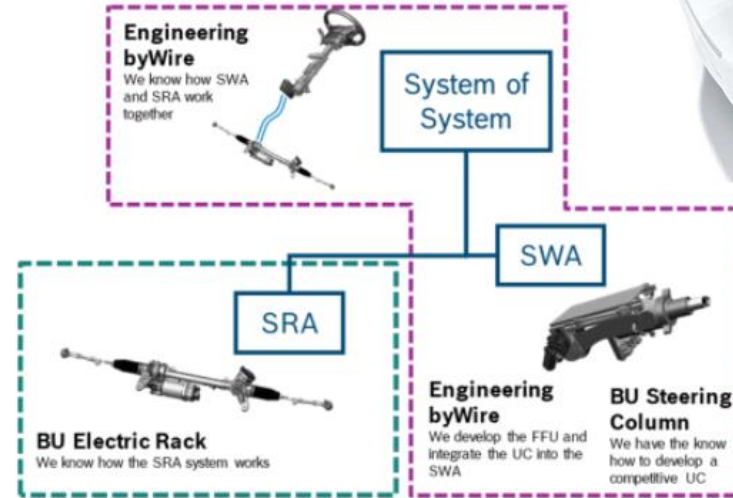 Engineering
byWire
We know how SWA
and SRA work
together
System of
System
SWA
SRA
BU Electric Rack
We know how the SRA system works
Engineering
byWire
We develop the FFU and
integrate the UC into the
SWA
BU Steering
Column
We have the know
how to develop a
competitive UC